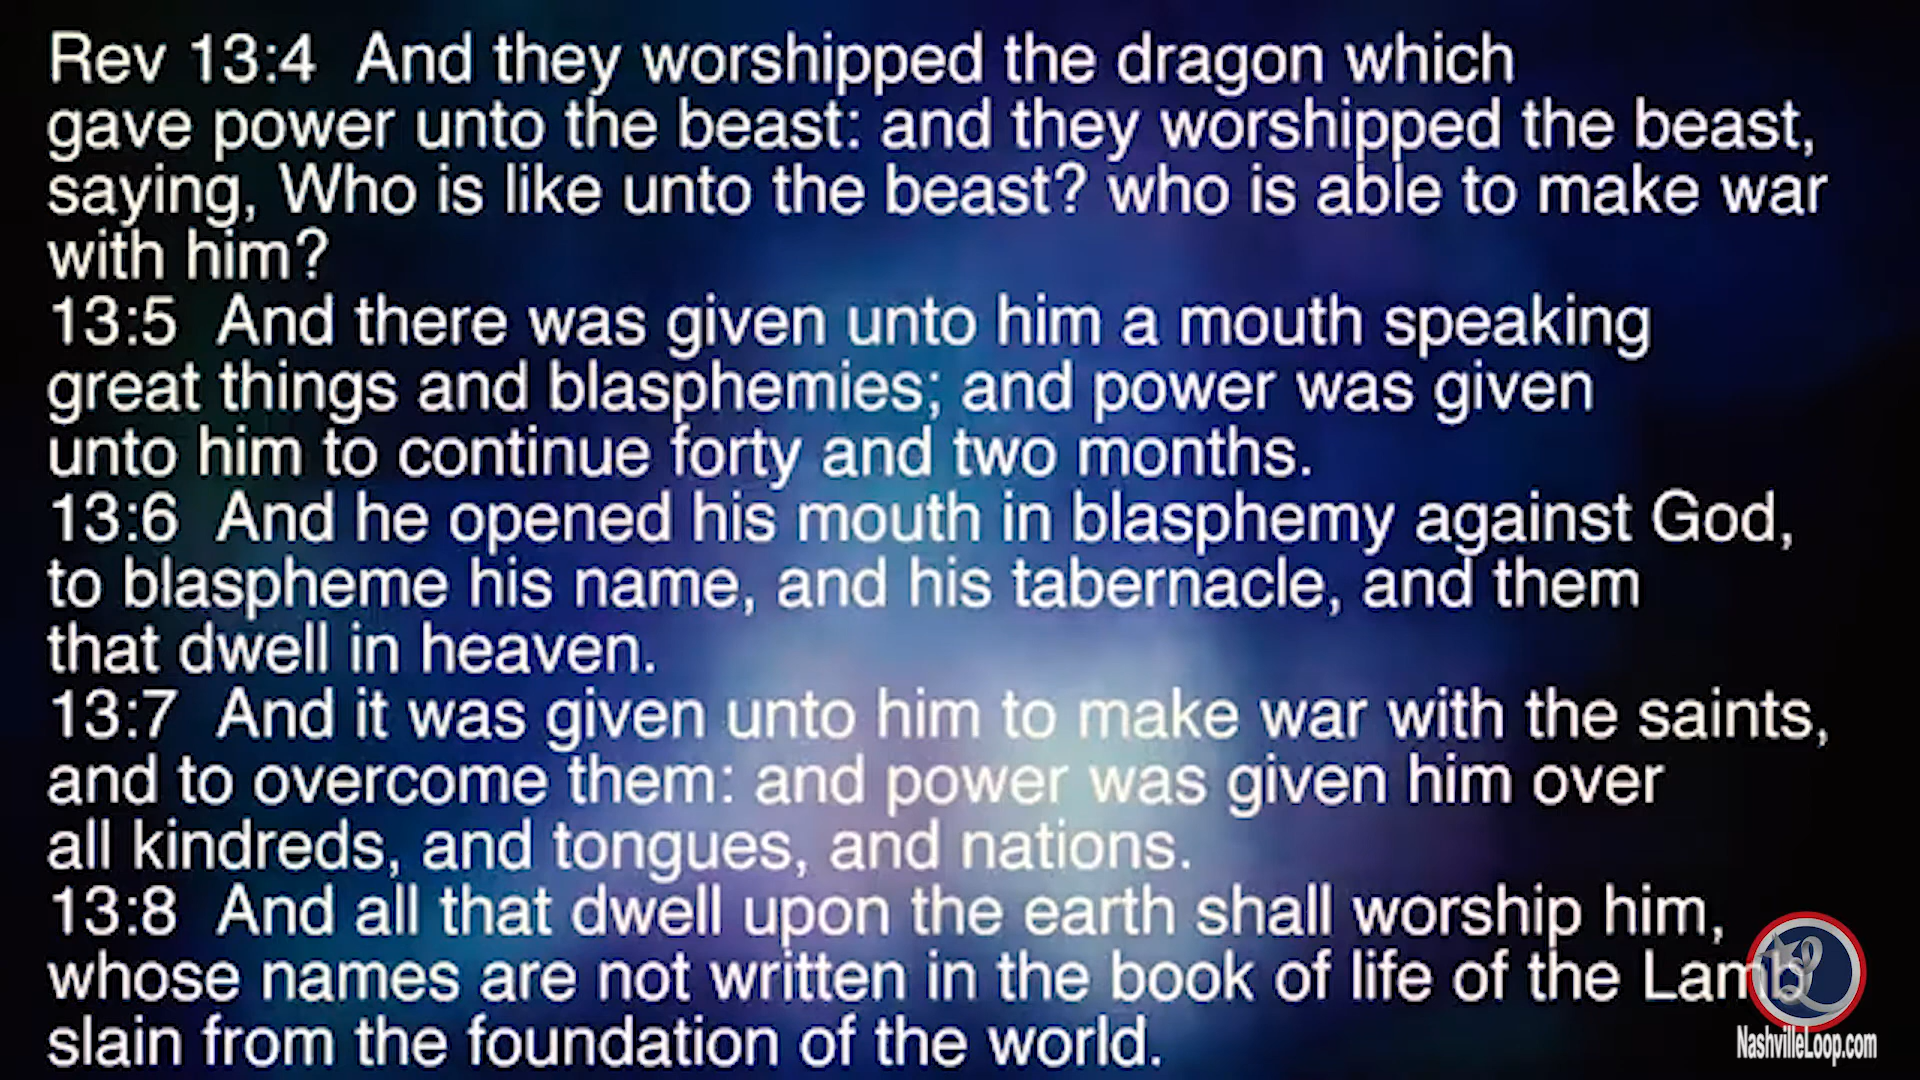 Rev 13:4 And they worshipped the dragon which
gave power unto the beast: and they worshipped the beast,
saying, Who is like unto the beast? who is able to make war
with him?
13:5 And there was given unto him a mouth speaking
great things and blasphemies; and power was given
unto him to continue forty and two months.
13:6 And he opened his mouth in blasphemy against God,
to blaspheme his name, and his tabernacle, and them
that dwell in heaven.
13:7 And it was given unto him to make war with the saints,
and to overcome them: and power was given him over
all kindreds, and tongues, and nations.
13:8 And all that dwell upon the earth shall worship him,
whose names are not written in the book of life of the Lamb
slain from the foundation of the world.
NashvilleLoop.com